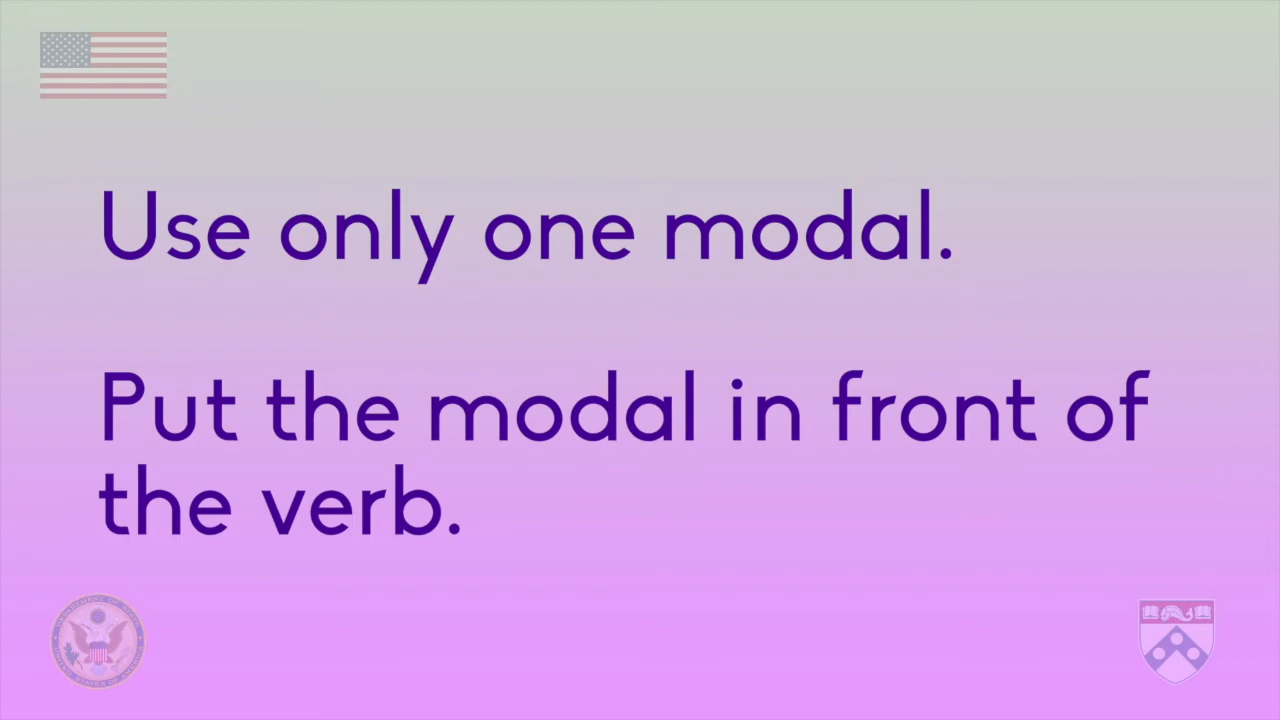 Use only one modal.
Put the modal in front of
the verb.